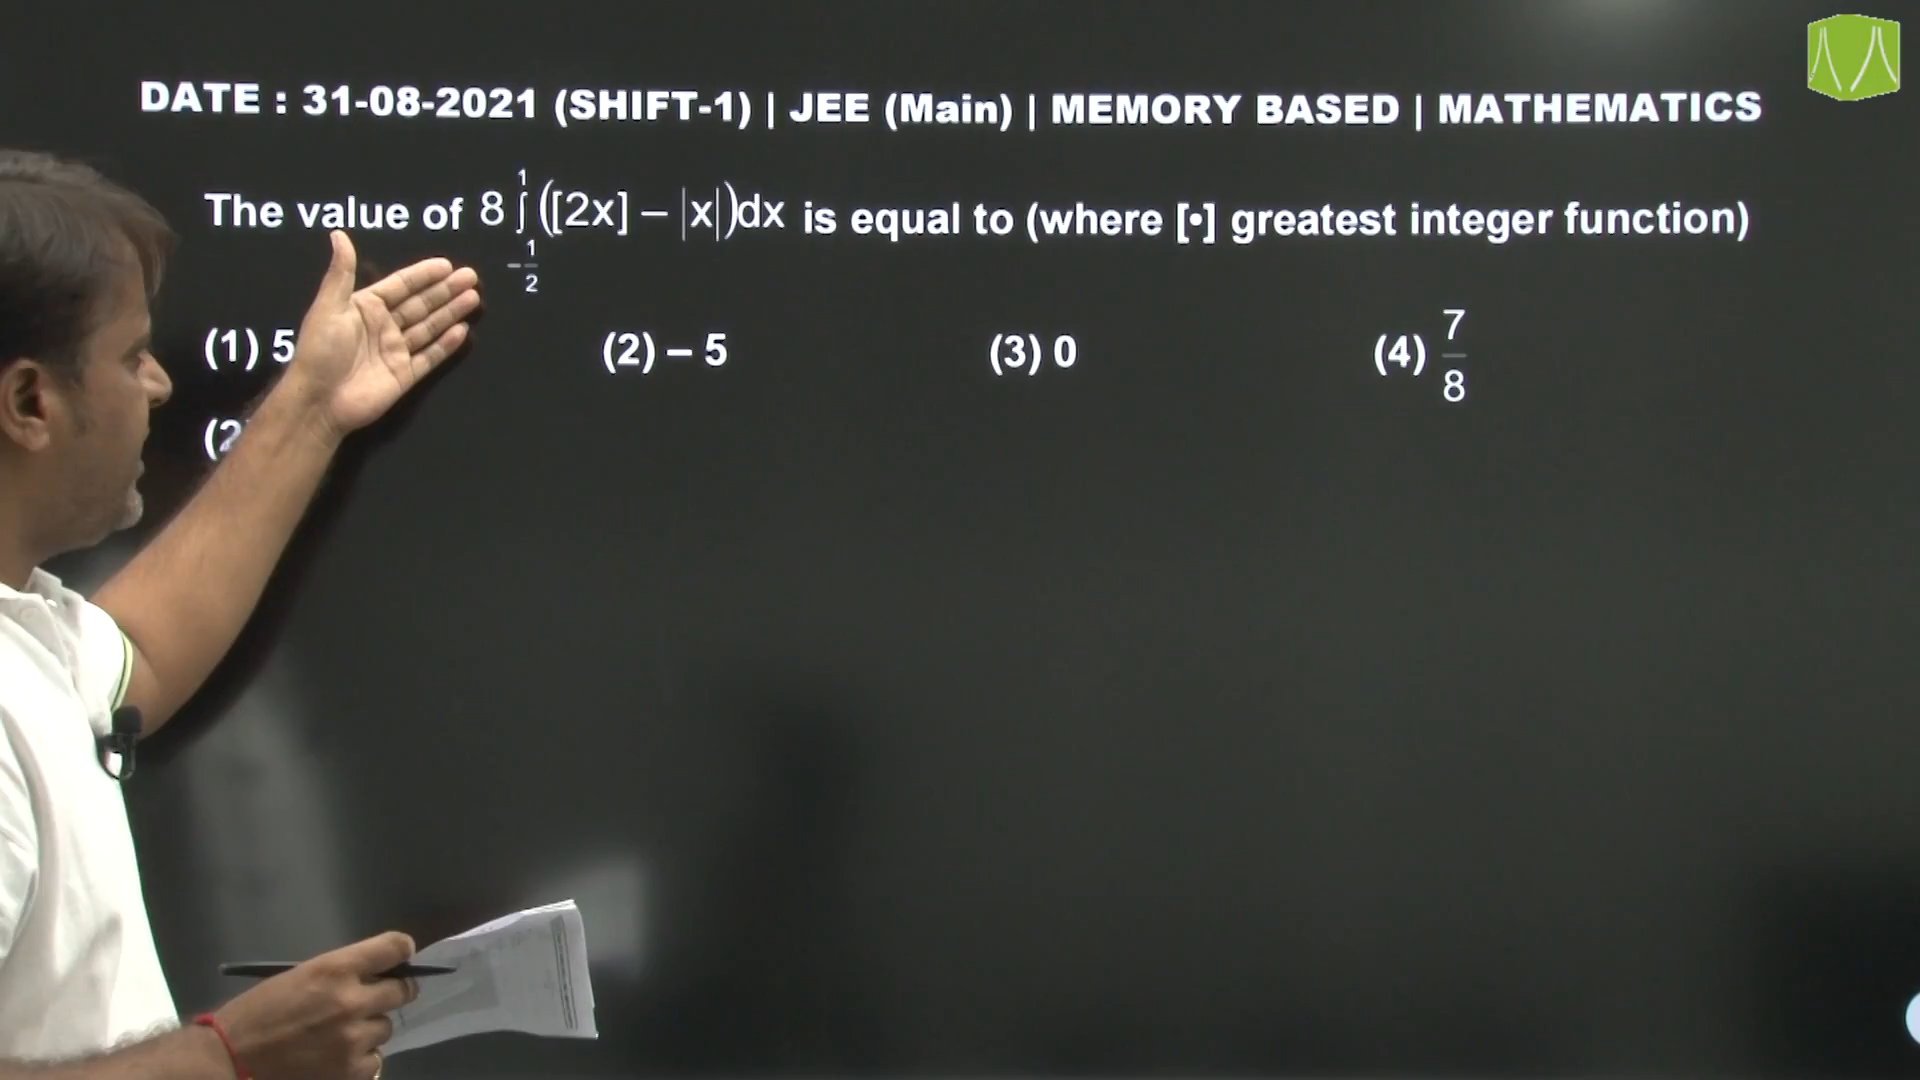 DATE : 31-08-2021 (SHIFT-1) | JEE (Main) | MEMORY BASED | MATHEMATICS
The value of 8 ∫_{-1/2}^{1} ([2x] – |x|)dx is equal to (where [•] greatest integer function)
(1) 5 (2) – 5 (3) 0 (4) 7/8
(2